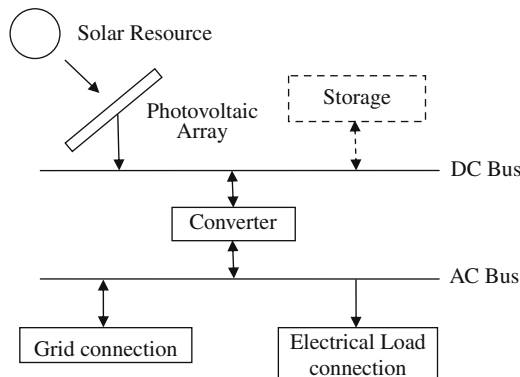 Solar Resource
Storage
Photovoltaic
Array
DC Bus
Converter
AC Bus
Grid connection
Electrical Load
connection